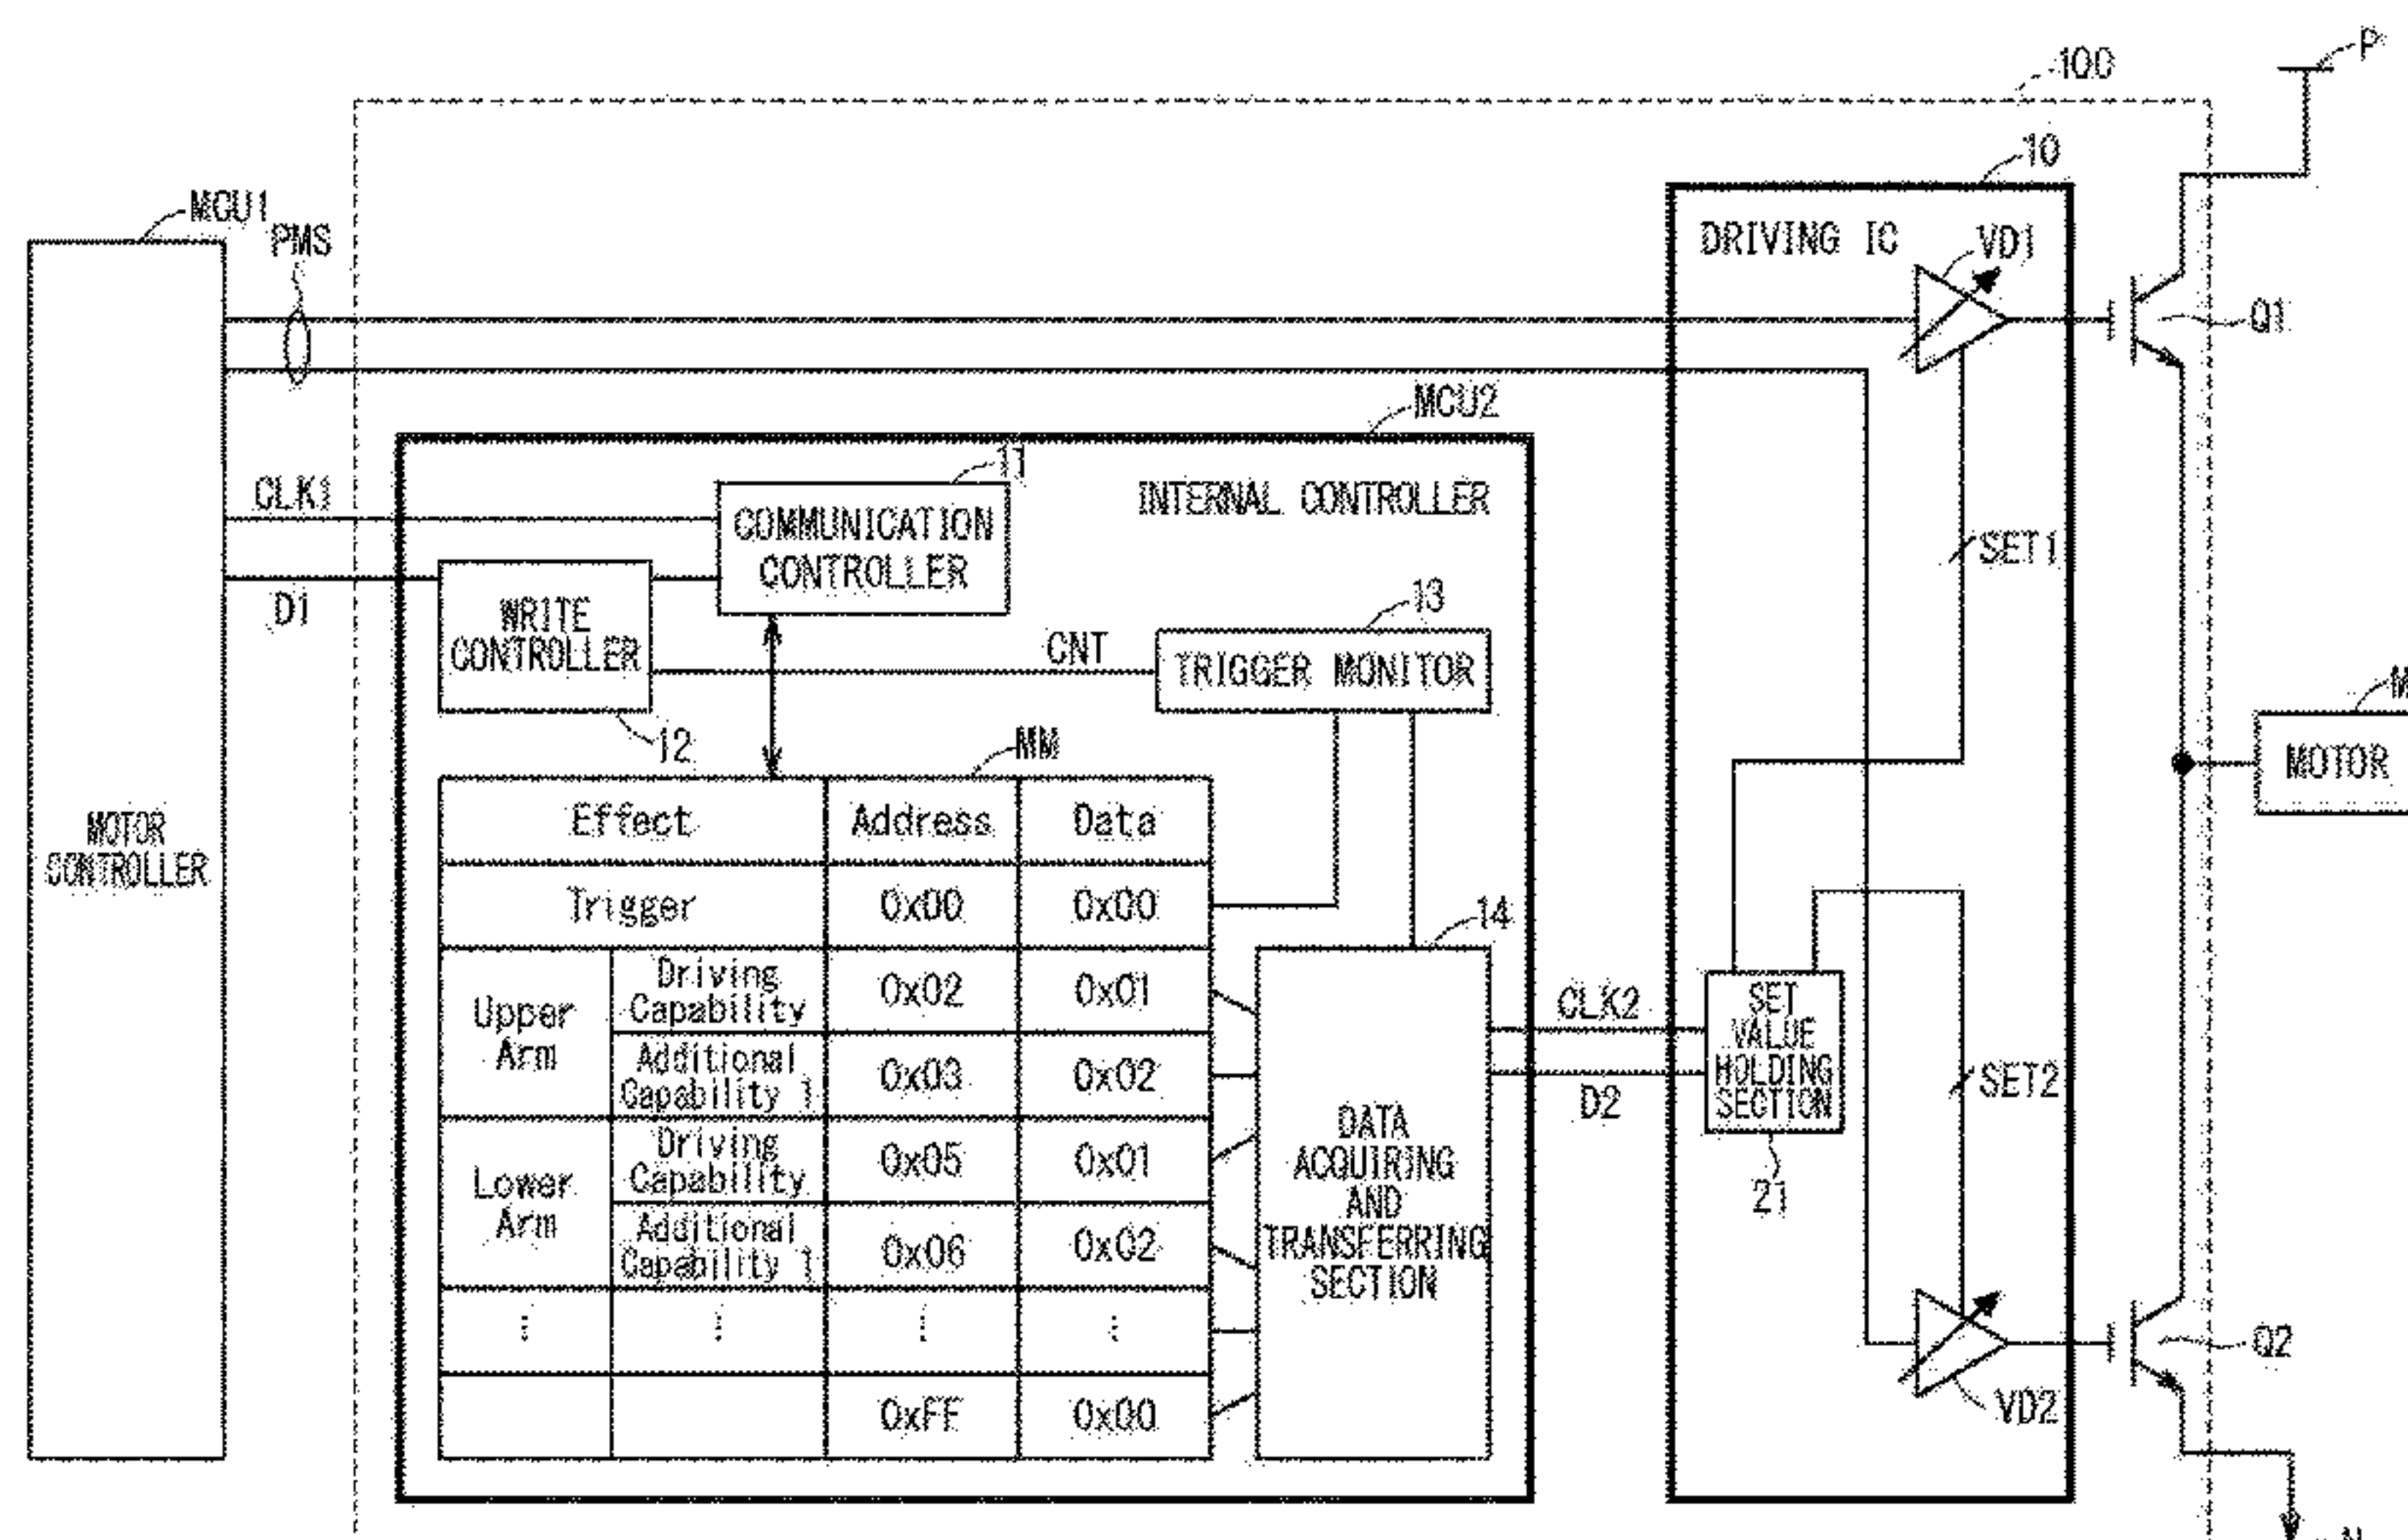 P
100
10
MCU1
PMS
DRIVING IC
VD1
Q1
MCU2
11
CLK1
COMMUNICATION
CONTROLLER
INTERNAL CONTROLLER
SET1
D1
WRITE
CONTROLLER
CNT
13
TRIGGER MONITOR
12
MM
M
MOTOR
MOTOR
CONTROLLER
Effect Address Data
Trigger 0x00 0x00
14
Upper
Arm
Driving
Capability
0x02 0x01
Additional
Capability 1
0x03 0x02
Lower
Arm
Driving
Capability
0x05 0x01
Additional
Capability 1
0x06 0x02
0xFF 0x00
DATA
ACQUIRING
AND
TRANSFERRING
SECTION
CLK2
D2
SET
VALUE
HOLDING
SECTION
21
SET2
Q2
VD2
N